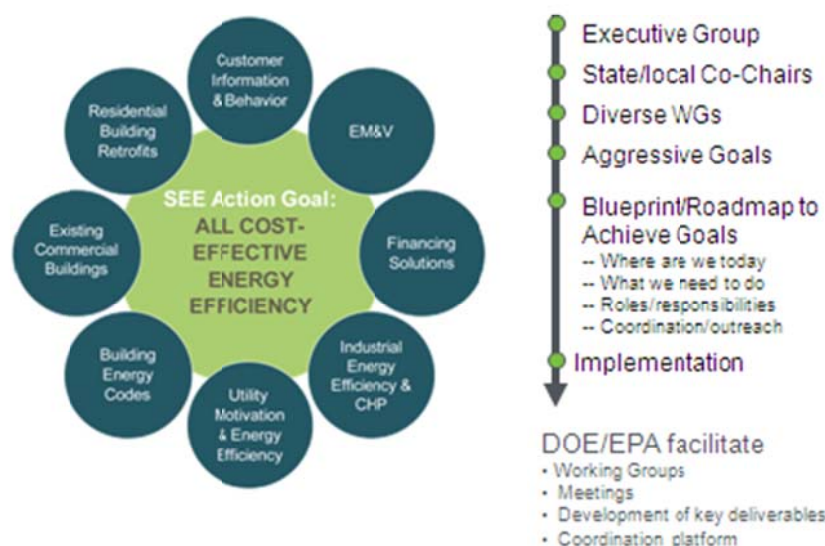 Customer
Information
& Behavior
EM&V
Financing
Solutions
Industrial
Energy
Efficiency &
CHP
Utility
Motivation
& Energy
Efficiency
Building
Energy
Codes
Existing
Commercial
Buildings
Residential
Building
Retrofits
SEE Action Goal:
ALL COST-
EFFECTIVE
ENERGY
EFFICIENCY
Executive Group
State/local Co-Chairs
Diverse WGs
Aggressive Goals
Blueprint/Roadmap to
Achieve Goals
-- Where are we today
-- What we need to do
-- Roles/responsibilities
-- Coordination/outreach
Implementation
DOE/EPA facilitate
• Working Groups
• Meetings
• Development of key deliverables
• Coordination platform